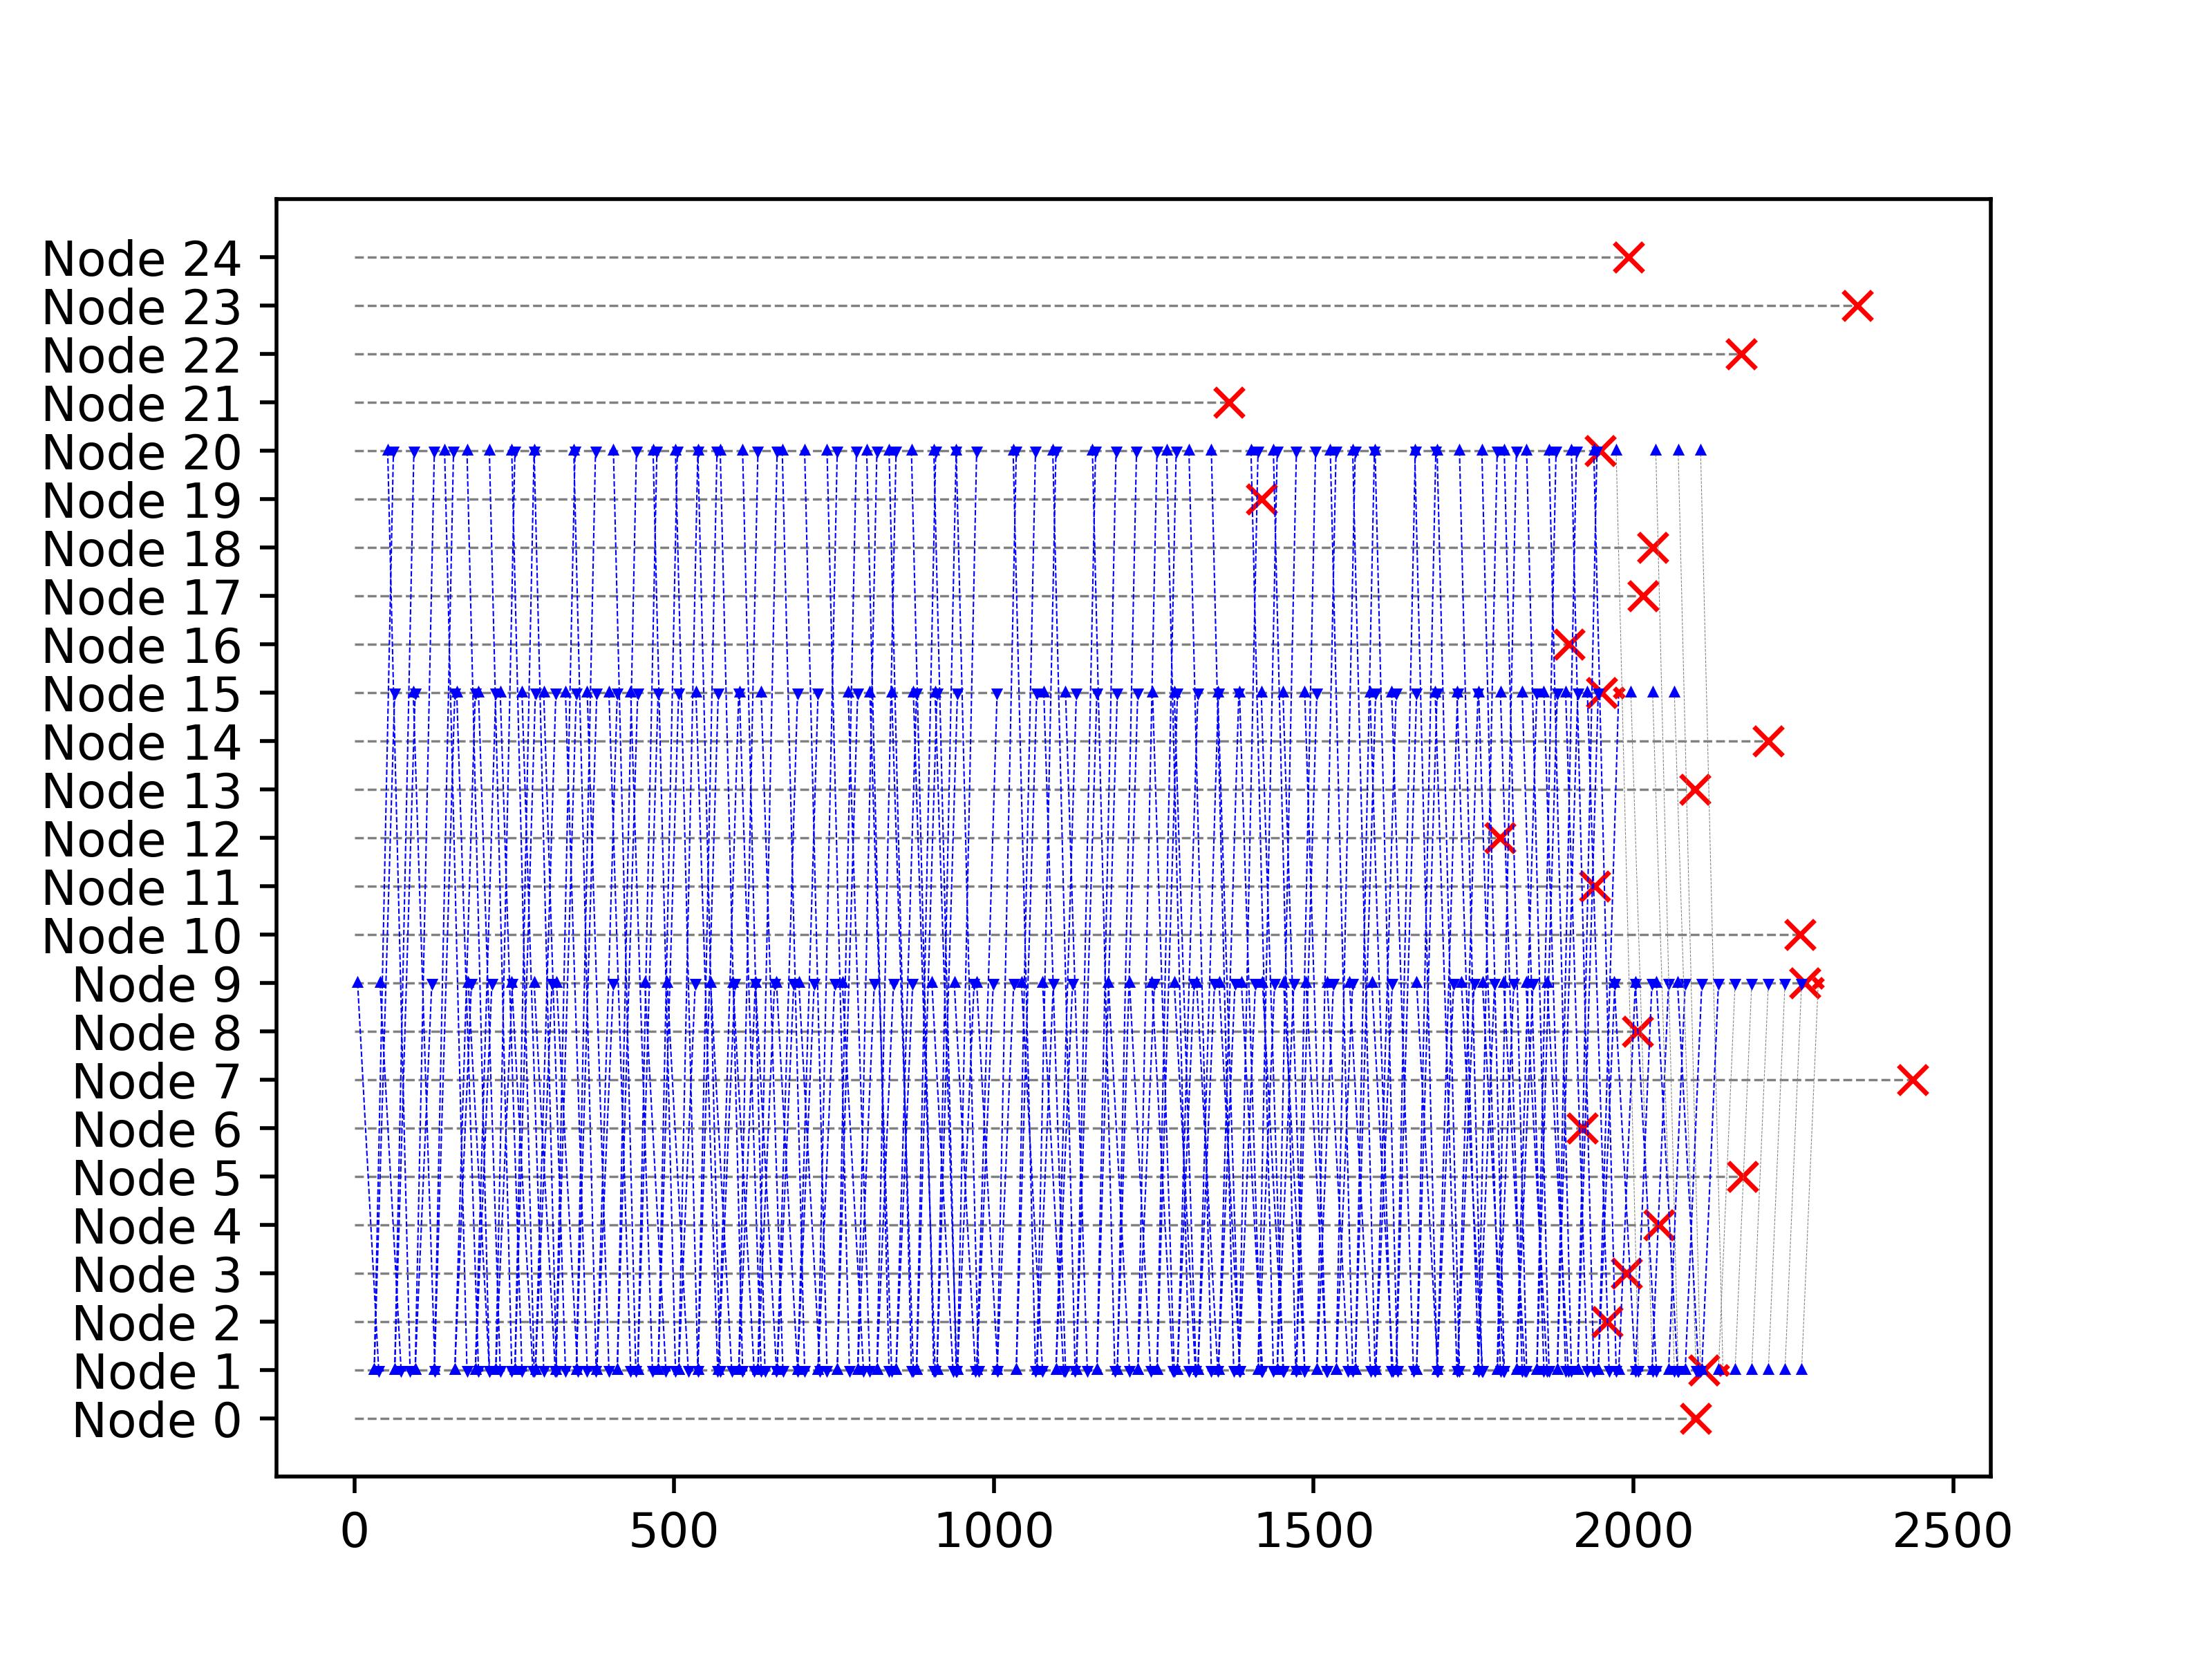 Node 24
Node 23
Node 22
Node 21
Node 20
Node 19
Node 18
Node 17
Node 16
Node 15
Node 14
Node 13
Node 12
Node 11
Node 10
Node 9
Node 8
Node 7
Node 6
Node 5
Node 4
Node 3
Node 2
Node 1
Node 0
0 500 1000 1500 2000 2500